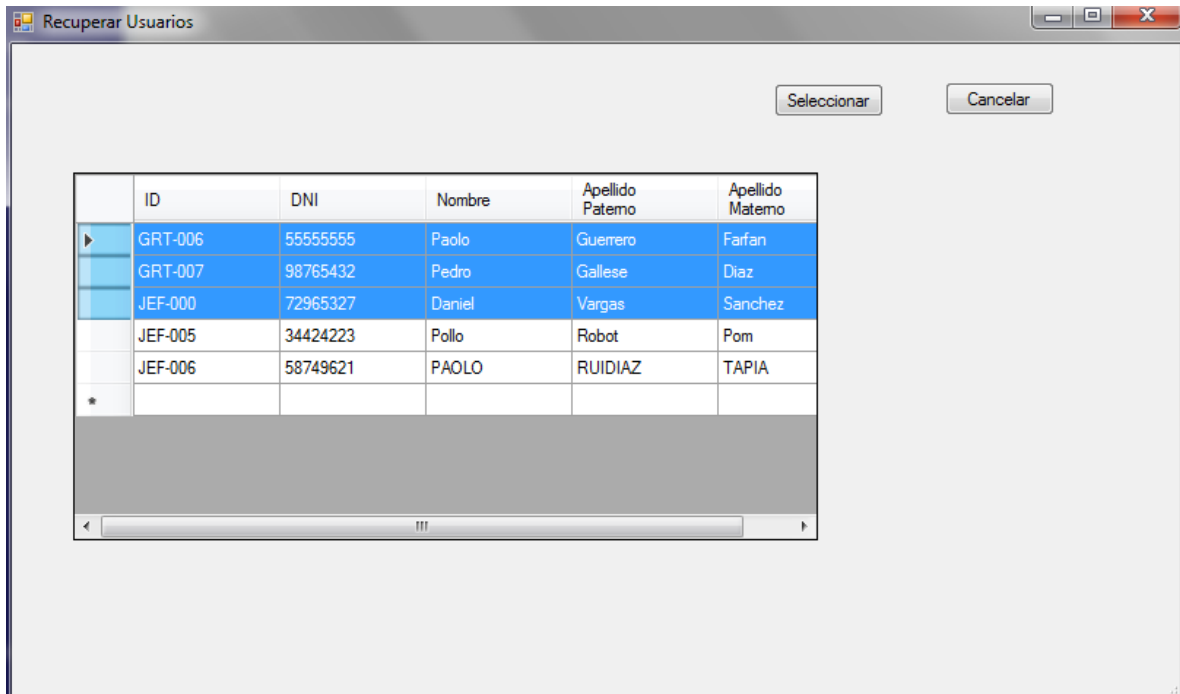 Recuperar Usuarios
Seleccionar Cancelar
ID DNI Nombre Apellido Paterno Apellido Materno
GRT-006 55555555 Paolo Guerrero Farfan
GRT-007 98765432 Pedro Gallese Diaz
JEF-000 72965327 Daniel Vargas Sanchez
JEF-005 34424223 Pollo Robot Pom
JEF-006 58749621 PAOLO RUIDIAZ TAPIA